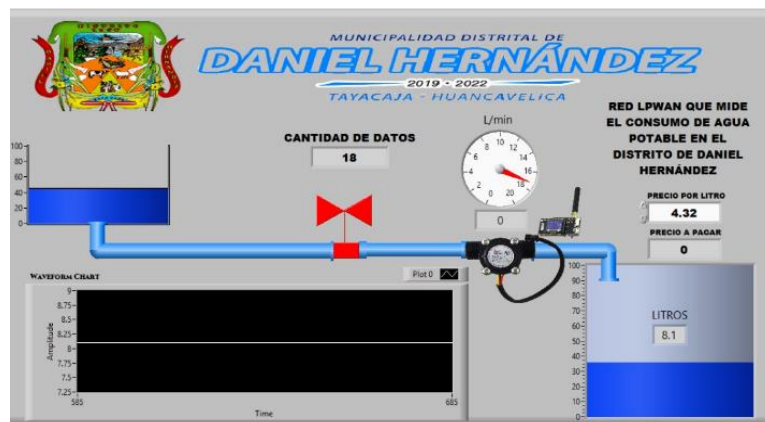 MUNICIPALIDAD DISTRITAL DE
DANIEL HERNÁNDEZ
2019 - 2022
TAYACAJA - HUANCAVELICA
RED LPWAN QUE MIDE
EL CONSUMO DE AGUA
POTABLE EN EL
DISTRITO DE DANIEL
HERNÁNDEZ
CANTIDAD DE DATOS
18
L/min
0 2 4 6 8 10 12 14 16 18 20
0
PRECIO POR LITRO
4.32
PRECIO A PAGAR
0
100
80
60
40
20
0
WAVEFORM CHART
Plot 0
Amplitude
9
8.75
8.5
8.25
8
7.75
7.5
7.25
585
685
Time
100
90
80
70
60
50
40
30
20
10
LITROS
8.1